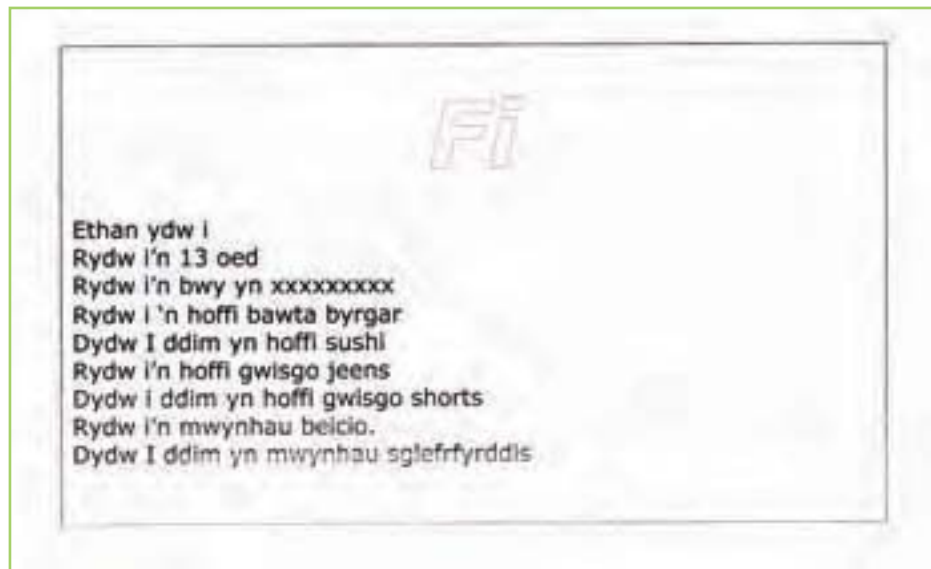 Fi
Ethan ydw i
Rydw i'n 13 oed
Rydw i'n bwy yn xxxxxxxxx
Rydw i 'n hoffi bawta byrgar
Dydw I ddim yn hoffi sushi
Rydw i'n hoffi gwisgo jeens
Dydw i ddim yn hoffi gwisgo shorts
Rydw i'n mwynhau beicio.
Dydw I ddim yn mwynhau sglefrfyrddis